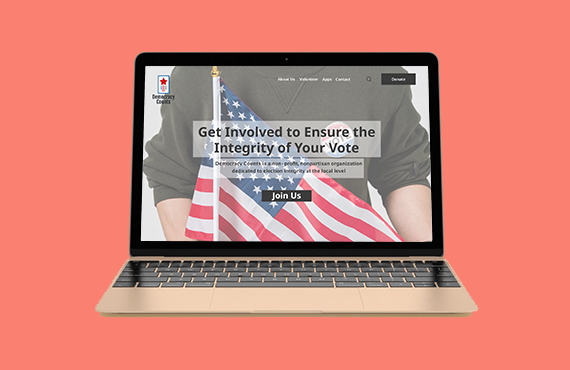 Democracy
Counts
About Us Volunteer Apps Contact
Donate
Get Involved to Ensure the
Integrity of Your Vote
Democracy Counts is a non-profit, nonpartisan organization
dedicated to election integrity at the local level
Join Us